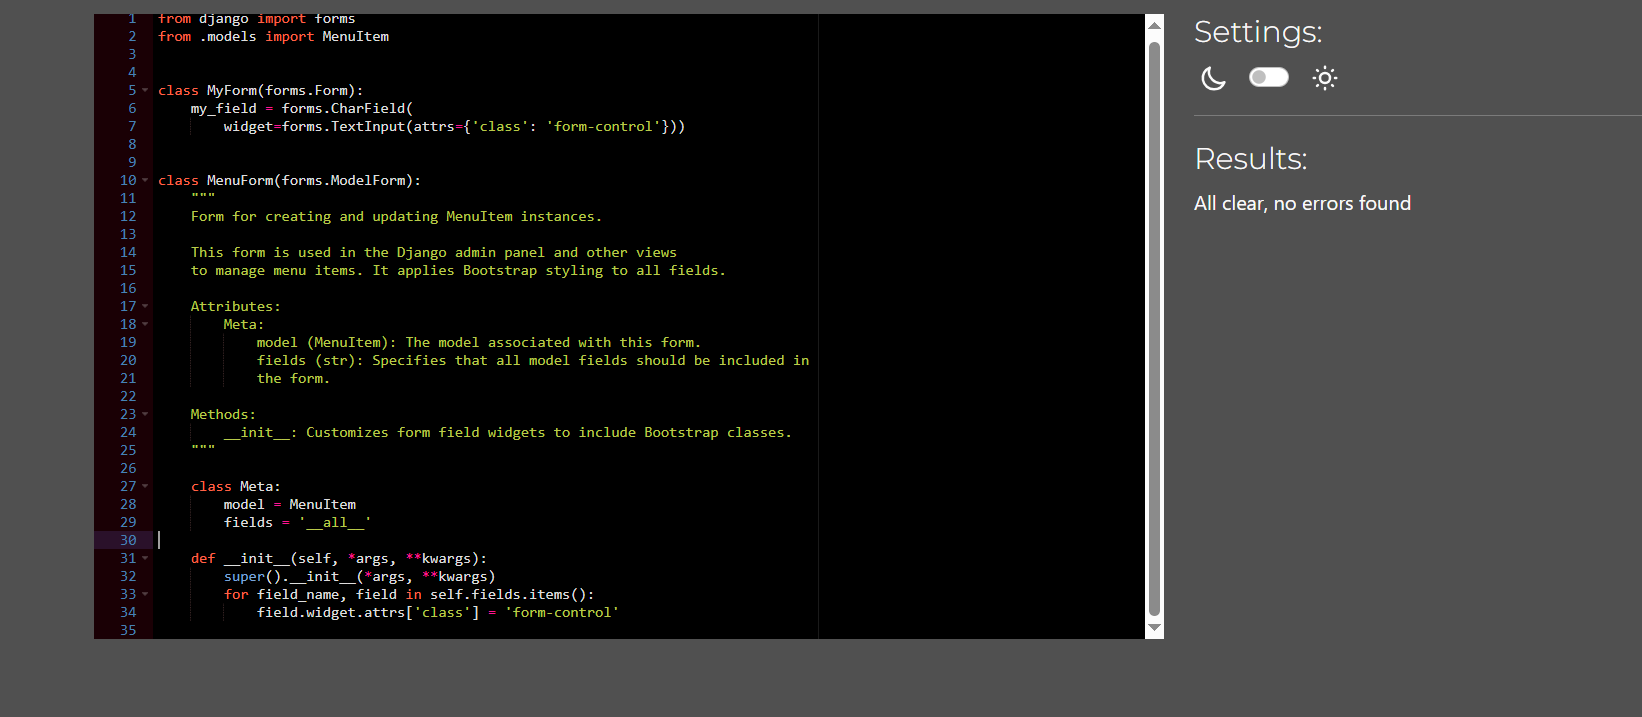 1 from django import forms
2 from .models import MenuItem
3
4
5 class MyForm(forms.Form):
6     my_field = forms.CharField(
7         widget=forms.TextInput(attrs={'class': 'form-control'}))
8
9
10 class MenuForm(forms.ModelForm):
11     """
12     Form for creating and updating MenuItem instances.
13
14     This form is used in the Django admin panel and other views
15     to manage menu items. It applies Bootstrap styling to all fields.
16
17     Attributes:
18         Meta:
19             model (MenuItem): The model associated with this form.
20             fields (str): Specifies that all model fields should be included in
21             the form.
22
23     Methods:
24         __init__: Customizes form field widgets to include Bootstrap classes.
25     """
26
27     class Meta:
28         model = MenuItem
29         fields = '__all__'
30
31     def __init__(self, *args, **kwargs):
32         super().__init__(*args, **kwargs)
33         for field_name, field in self.fields.items():
34             field.widget.attrs['class'] = 'form-control'
35
Settings:
Results:
All clear, no errors found